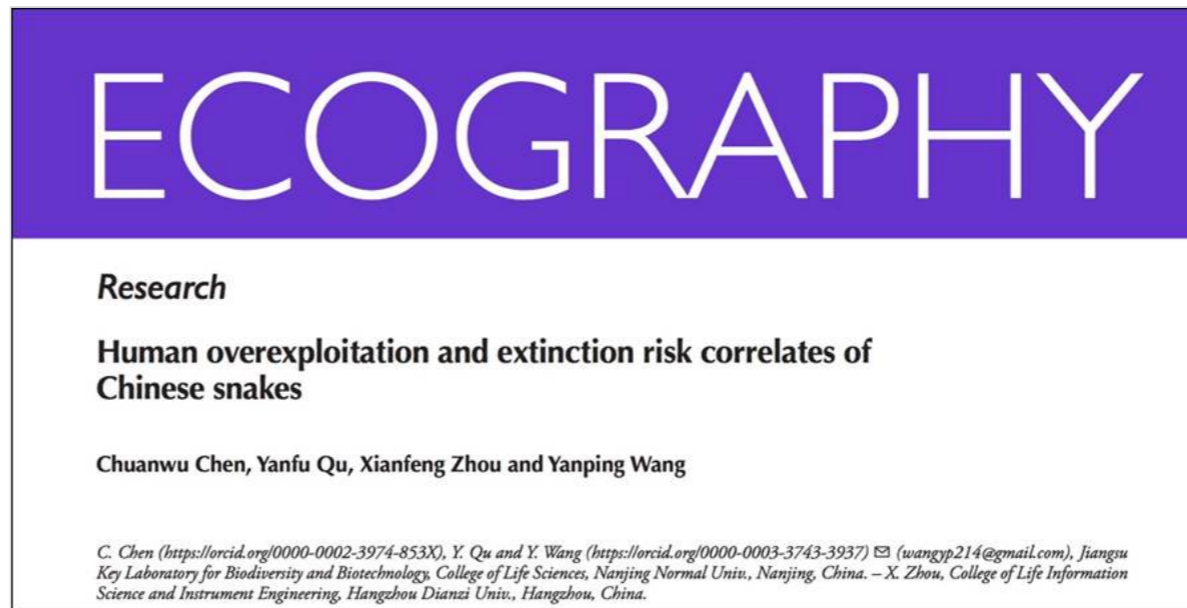 ECOGRAPHY
Research
Human overexploitation and extinction risk correlates of
Chinese snakes
Chuanwu Chen, Yanfu Qu, Xianfeng Zhou and Yanping Wang
C. Chen (https://orcid.org/0000-0002-3974-853X), Y. Qu and Y. Wang (https://orcid.org/0000-0003-3743-3937) ✉ (wangyp214@gmail.com), Jiangsu
Key Laboratory for Biodiversity and Biotechnology, College of Life Sciences, Nanjing Normal Univ., Nanjing, China. – X. Zhou, College of Life Information
Science and Instrument Engineering, Hangzhou Dianzi Univ., Hangzhou, China.